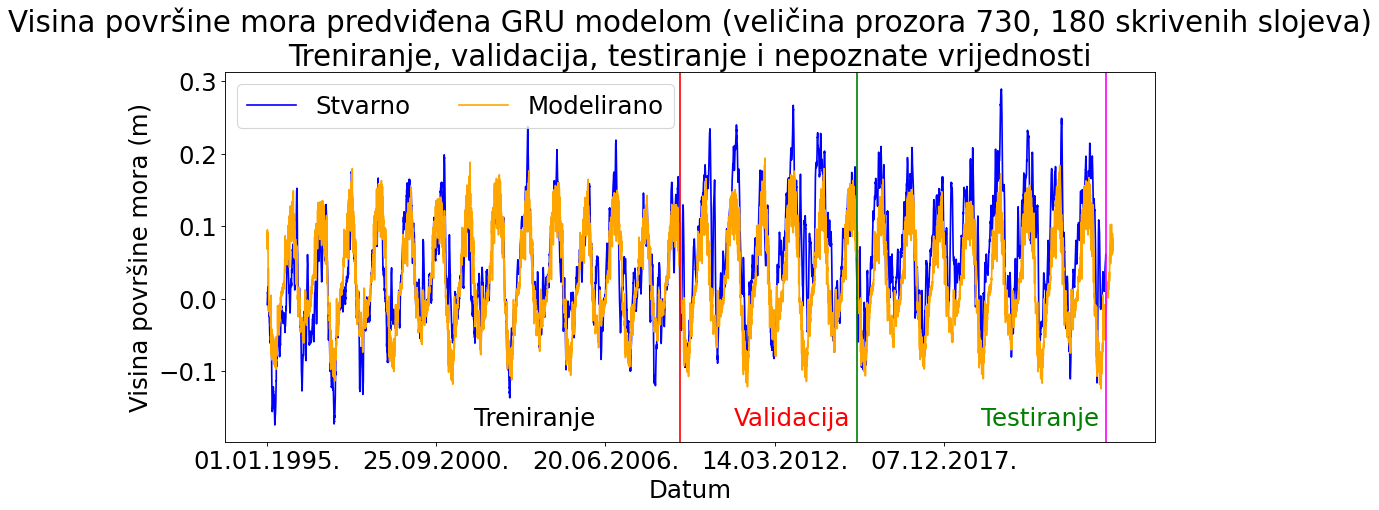 Visina površine mora predviđena GRU modelom (veličina prozora 730, 180 skrivenih slojeva)
Treniranje, validacija, testiranje i nepoznate vrijednosti
Stvarno
Modelirano
Visina površine mora (m)
0.3
0.2
0.1
0.0
−0.1
Treniranje
Validacija
Testiranje
01.01.1995.
25.09.2000.
20.06.2006.
14.03.2012.
07.12.2017.
Datum